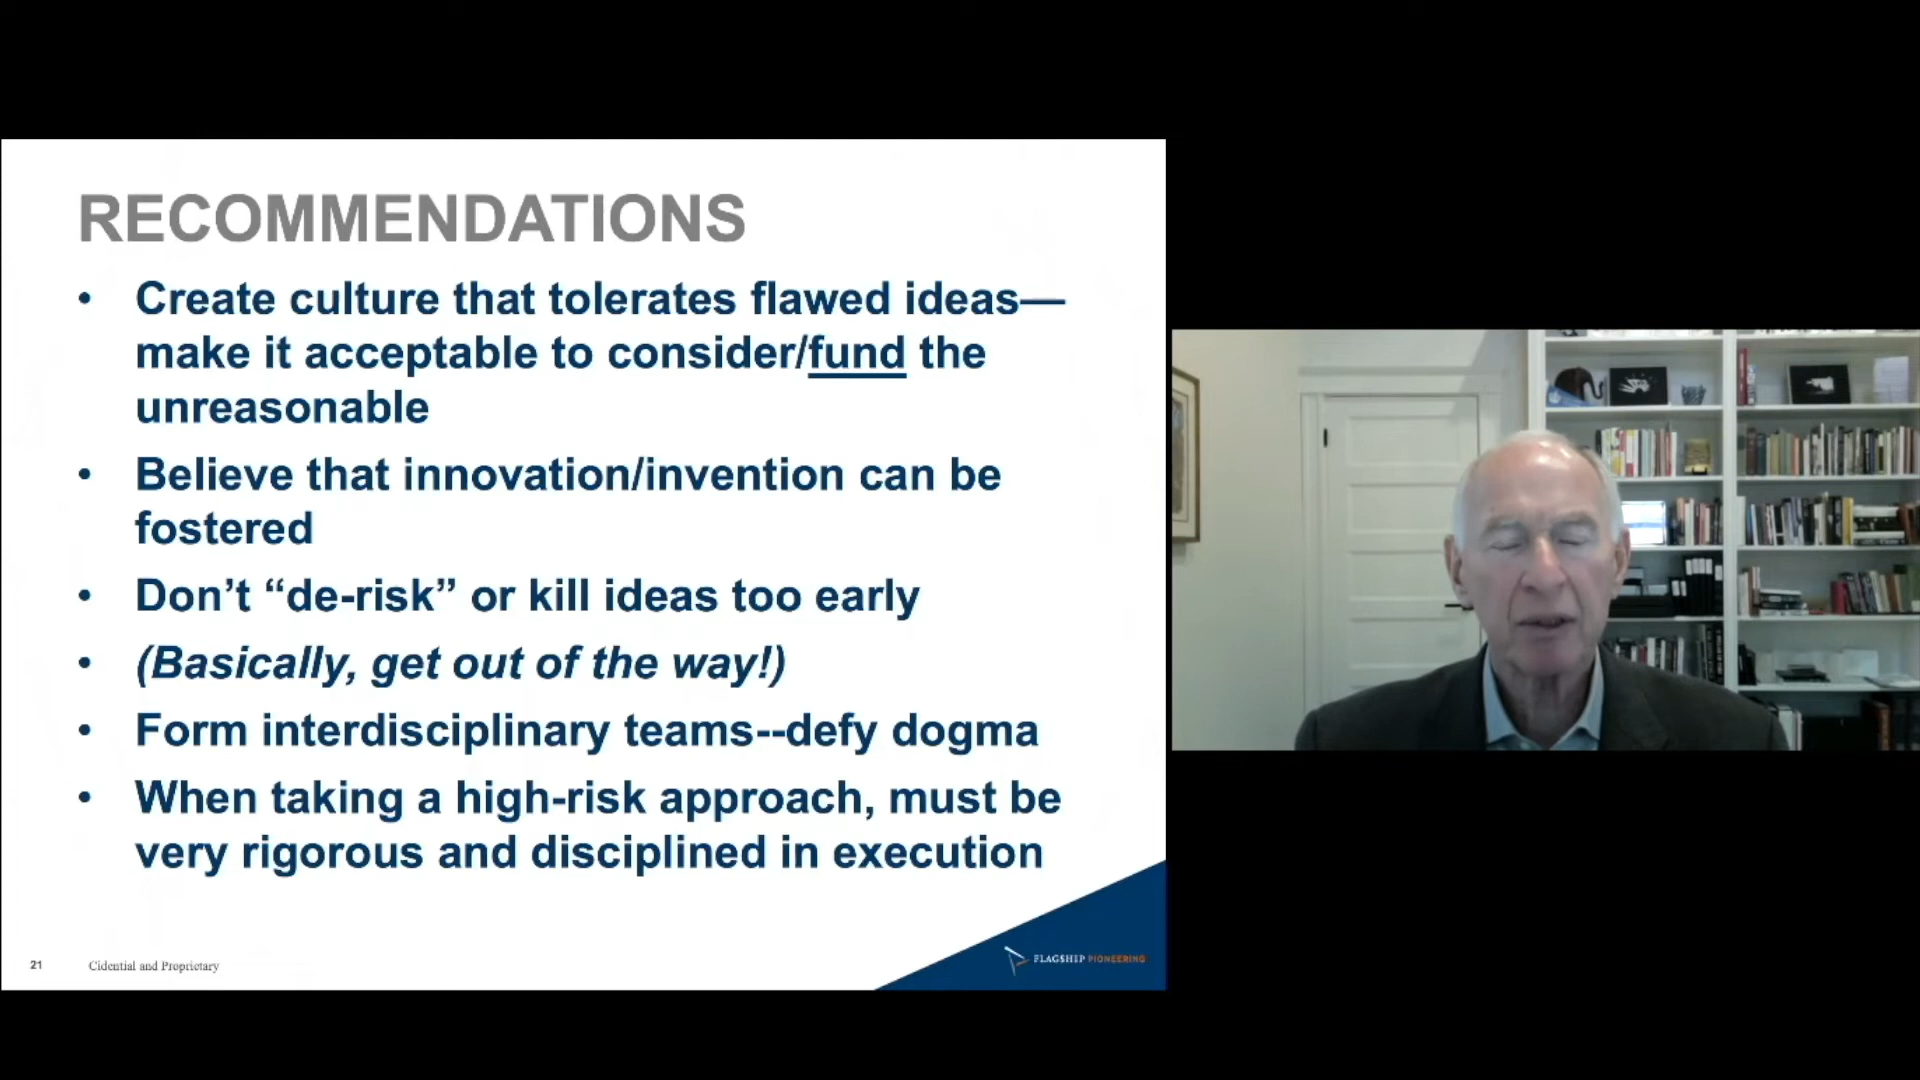 RECOMMENDATIONS
• Create culture that tolerates flawed ideas—
make it acceptable to consider/fund the
unreasonable
• Believe that innovation/invention can be
fostered
• Don’t “de-risk” or kill ideas too early
• (Basically, get out of the way!)
• Form interdisciplinary teams--defy dogma
• When taking a high-risk approach, must be
very rigorous and disciplined in execution
21 Cidential and Proprietary
FLAGSHIP PIONEERING